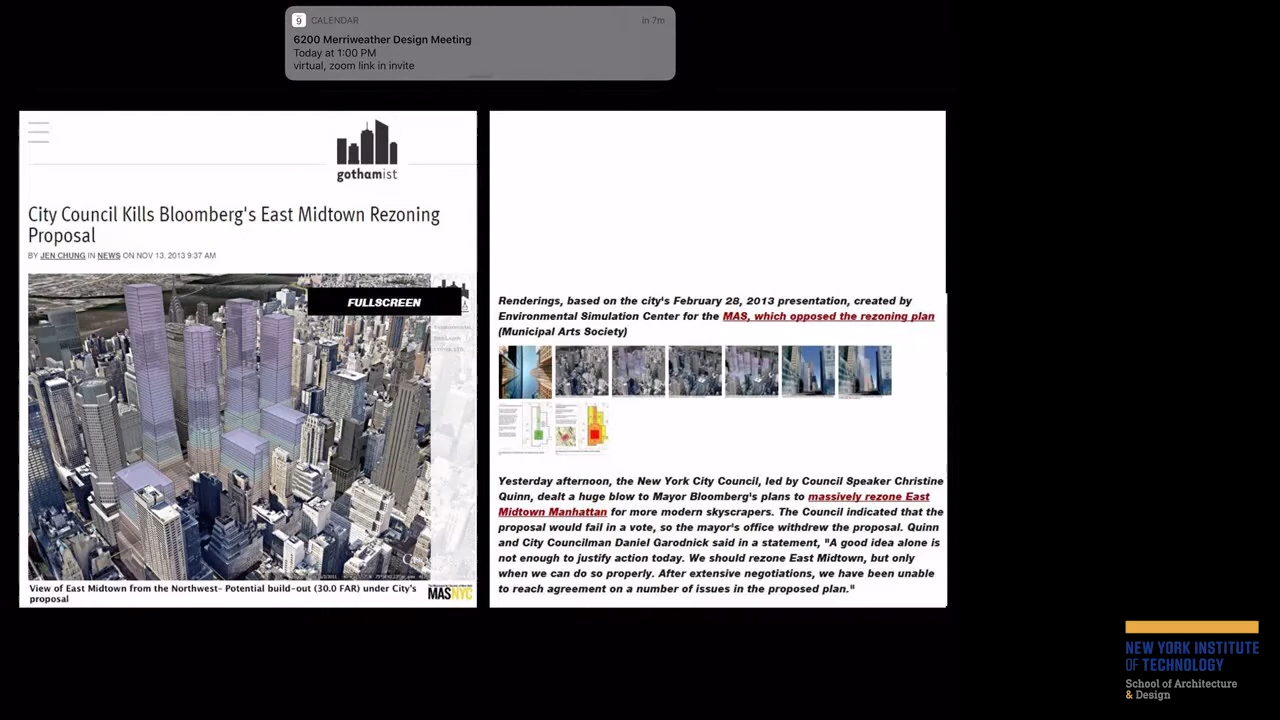 9
CALENDAR
in 7m
6200 Merriweather Design Meeting
Today at 1:00 PM
virtual, zoom link in invite
gothamist
City Council Kills Bloomberg's East Midtown Rezoning
Proposal
BY JEN CHUNG IN NEWS ON NOV 13, 2013 9:37 AM
FULLSCREEN
View of East Midtown from the Northwest- Potential build-out (30.0 FAR) under City's
proposal
MASNYC
Renderings, based on the city's February 28, 2013 presentation, created by
Environmental Simulation Center for the MAS, which opposed the rezoning plan
(Municipal Arts Society)
Yesterday afternoon, the New York City Council, led by Council Speaker Christine
Quinn, dealt a huge blow to Mayor Bloomberg's plans to massively rezone East
Midtown Manhattan for more modern skyscrapers. The Council indicated that the
proposal would fail in a vote, so the mayor's office withdrew the proposal. Quinn
and City Councilman Daniel Garodnick said in a statement, "A good idea alone is
not enough to justify action today. We should rezone East Midtown, but only
when we can do so properly. After extensive negotiations, we have been unable
to reach agreement on a number of issues in the proposed plan."
NEW YORK INSTITUTE
OF TECHNOLOGY
School of Architecture
& Design